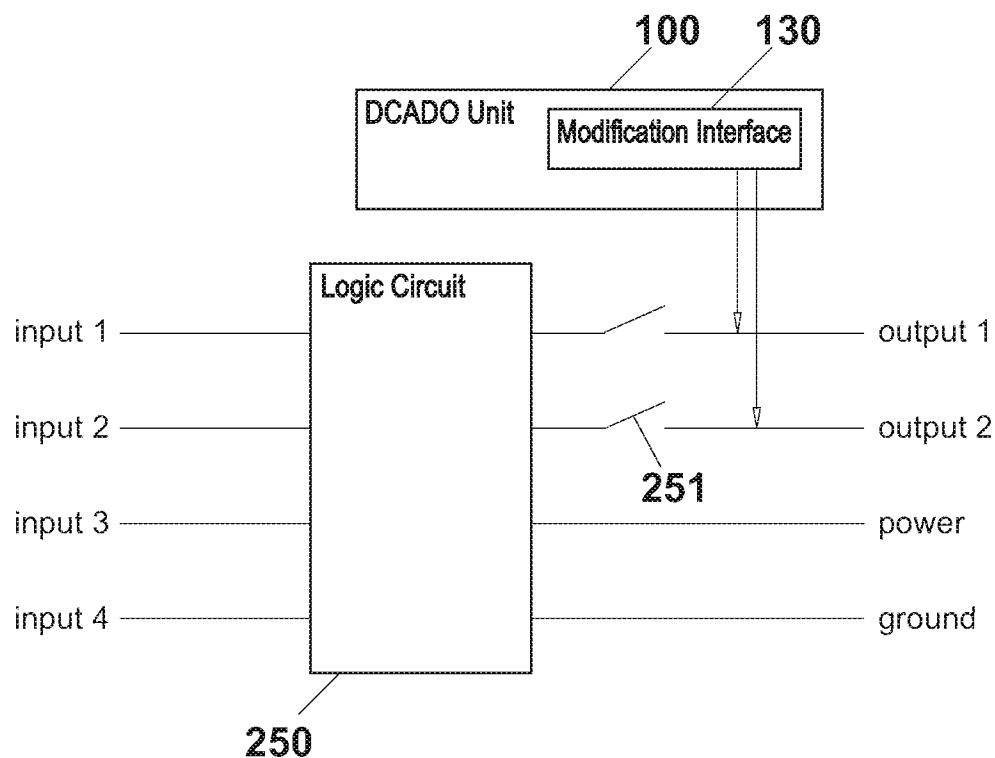 100 130
DCADO Unit
Modification Interface
Logic Circuit
input 1
output 1
input 2
output 2
251
input 3
power
input 4
ground
250